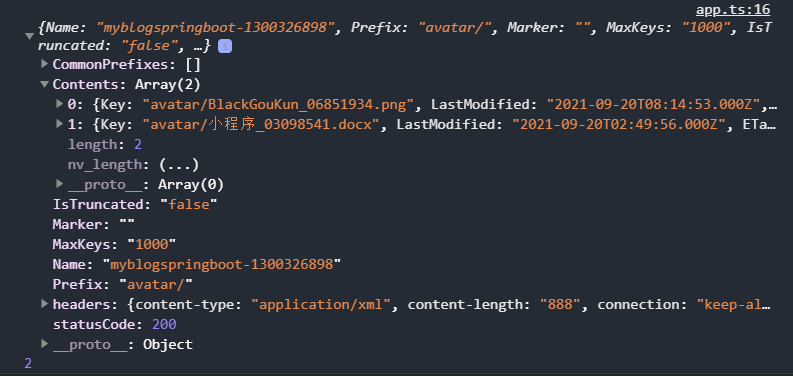 app.ts:16
{Name: "myblogspringboot-1300326898", Prefix: "avatar/", Marker: "", MaxKeys: "1000", IsT
runcated: "false", …} i
CommonPrefixes: []
Contents: Array(2)
0: {Key: "avatar/BlackGouKun_06851934.png", LastModified: "2021-09-20T08:14:53.000Z",…
1: {Key: "avatar/小程序_03098541.docx", LastModified: "2021-09-20T02:49:56.000Z", ETa…
length: 2
nv_length: (...)
__proto__: Array(0)
IsTruncated: "false"
Marker: ""
MaxKeys: "1000"
Name: "myblogspringboot-1300326898"
Prefix: "avatar/"
headers: {content-type: "application/xml", content-length: "888", connection: "keep-al…
statusCode: 200
__proto__: Object
2